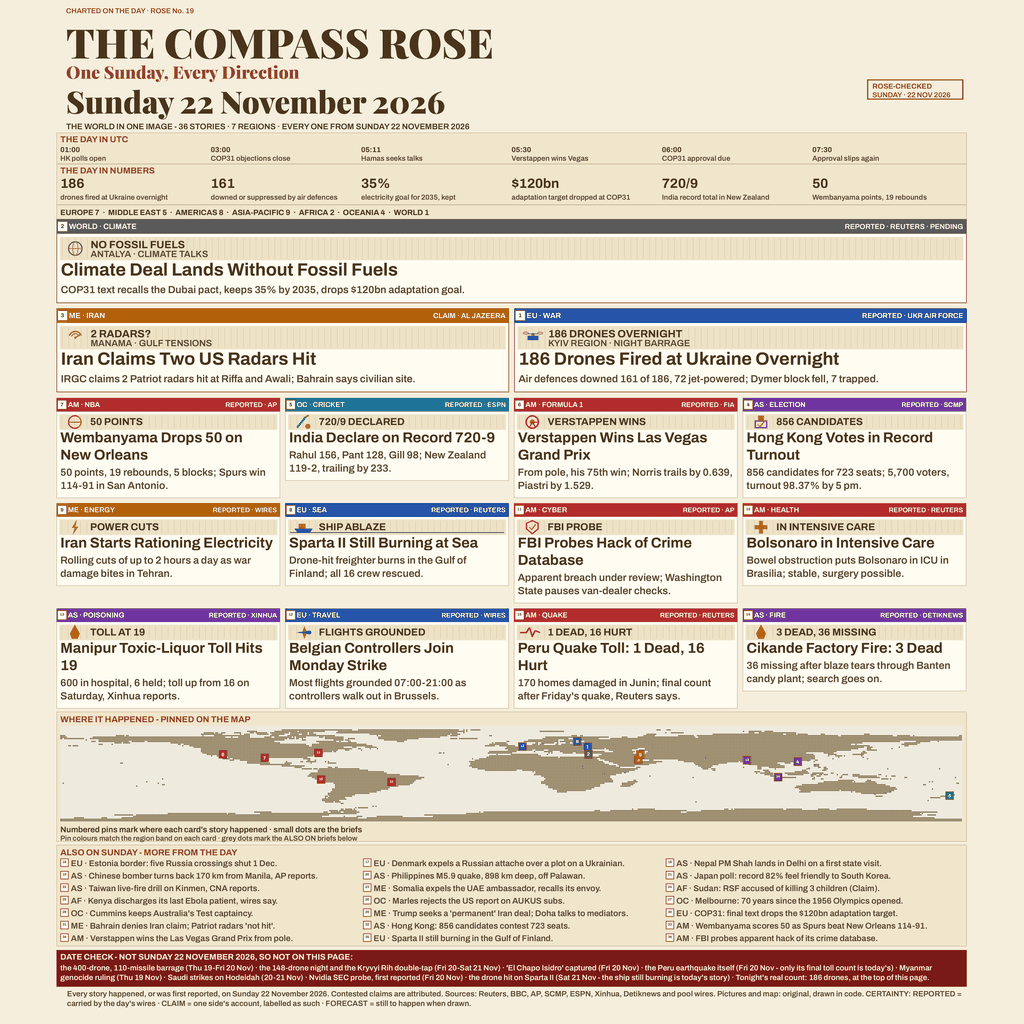 CHARTED ON THE DAY · ROSE No. 19
THE COMPASS ROSE
One Sunday, Every Direction
Sunday 22 November 2026
ROSE-CHECKED
SUNDAY · 22 NOV 2026
THE WORLD IN ONE IMAGE - 36 STORIES · 7 REGIONS · EVERY ONE FROM SUNDAY 22 NOVEMBER 2026
THE DAY IN UTC
01:00 03:00 05:11 05:30 06:00 07:30
HK polls open COP31 objections close Hamas seeks talks Verstappen wins Vegas COP31 approval due Approval slips again
THE DAY IN NUMBERS
186 161 35% $120bn 720/9 50
drones fired at Ukraine overnight downed or suppressed by air defences electricity goal for 2035, kept adaptation target dropped at COP31 India record total in New Zealand Wembanyama points, 19 rebounds
EUROPE 7 · MIDDLE EAST 5 · AMERICAS 8 · ASIA-PACIFIC 9 · AFRICA 2 · OCEANIA 4 · WORLD 1
2 WORLD · CLIMATE REPORTED · REUTERS · PENDING
NO FOSSIL FUELS
ANTALYA · CLIMATE TALKS
Climate Deal Lands Without Fossil Fuels
COP31 text recalls the Dubai pact, keeps 35% by 2035, drops $120bn adaptation goal.
3 ME · IRAN CLAIM · AL JAZEERA
2 RADARS?
MANAMA · GULF TENSIONS
Iran Claims Two US Radars Hit
IRGC claims 2 Patriot radars hit at Riffa and Awali; Bahrain says civilian site.
1 EU · WAR REPORTED · UKR AIR FORCE
186 DRONES OVERNIGHT
KYIV REGION · NIGHT BARRAGE
186 Drones Fired at Ukraine Overnight
Air defences downed 161 of 186, 72 jet-powered; Dymer block fell, 7 trapped.
7 AM · NBA REPORTED · AP
50 POINTS
Wembanyama Drops 50 on
New Orleans
50 points, 19 rebounds, 5 blocks; Spurs win
114-91 in San Antonio.
OC · CRICKET REPORTED · ESPN
720/9 DECLARED
India Declare on Record 720-9
Rahul 156, Pant 128, Gill 98; New Zealand
119-2, trailing by 233.
AM · FORMULA 1 REPORTED · FIA
VERSTAPPEN WINS
Verstappen Wins Las Vegas
Grand Prix
From pole, his 75th win; Norris trails by 0.639,
Piastri by 1.529.
AS · ELECTION REPORTED · SCMP
856 CANDIDATES
Hong Kong Votes in Record
Turnout
856 candidates for 723 seats; 5,700 voters,
turnout 98.37% by 5 pm.
ME · ENERGY REPORTED · WIRES
POWER CUTS
Iran Starts Rationing Electricity
Rolling cuts of up to 2 hours a day as war
damage bites in Tehran.
EU · SEA REPORTED · REUTERS
SHIP ABLAZE
Sparta II Still Burning at Sea
Drone-hit freighter burns in the Gulf of
Finland; all 16 crew rescued.
AM · CYBER REPORTED · AP
FBI PROBE
FBI Probes Hack of Crime
Database
Apparent breach under review; Washington
State pauses van-dealer checks.
AM · HEALTH REPORTED · REUTERS
IN INTENSIVE CARE
Bolsonaro in Intensive Care
Bowel obstruction puts Bolsonaro in ICU in
Brasilia; stable, surgery possible.
AS · POISONING REPORTED · XINHUA
TOLL AT 19
Manipur Toxic-Liquor Toll Hits
19
600 in hospital, 6 held; toll up from 16 on
Saturday, Xinhua reports.
EU · TRAVEL REPORTED · WIRES
FLIGHTS GROUNDED
Belgian Controllers Join
Monday Strike
Most flights grounded 07:00-21:00 as
controllers walk out in Brussels.
AM · QUAKE REPORTED · REUTERS
1 DEAD, 16 HURT
Peru Quake Toll: 1 Dead, 16
Hurt
170 homes damaged in Junin; final count
after Friday's quake, Reuters says.
AS · FIRE REPORTED · DETIKNEWS
3 DEAD, 36 MISSING
Cikande Factory Fire: 3 Dead
36 missing after blaze tears through Banten
candy plant; search goes on.
WHERE IT HAPPENED - PINNED ON THE MAP
Numbered pins mark where each card's story happened · small dots are the briefs
Pin colours match the region band on each card · grey dots mark the ALSO ON briefs below
ALSO ON SUNDAY - MORE FROM THE DAY
EU · Estonia border: five Russia crossings shut 1 Dec. EU · Denmark expels a Russian attache over a plot on a Ukrainian. AS · Nepal PM Shah lands in Delhi on a first state visit.
AS · Chinese bomber turns back 170 km from Manila, AP reports. AS · Philippines M5.9 quake, 898 km deep, off Palawan. AS · Japan poll: record 82% feel friendly to South Korea.
AS · Taiwan live-fire drill on Kinmen, CNA reports. ME · Somalia expels the UAE ambassador, recalls its envoy. AF · Sudan: RSF accused of killing 3 children (Claim).
AF · Kenya discharges its last Ebola patient, wires say. OC · Marles rejects the US report on AUKUS subs. OC · Melbourne: 70 years since the 1956 Olympics opened.
OC · Cummins keeps Australia's Test captaincy. ME · Trump seeks a 'permanent' Iran deal; Doha talks to mediators. EU · COP31: final text drops the $120bn adaptation target.
ME · Bahrain denies Iran claim; Patriot radars 'not hit'. AS · Hong Kong: 856 candidates contest 723 seats. AM · Wembanyama scores 50 as Spurs beat New Orleans 114-91.
AM · Verstappen wins the Las Vegas Grand Prix from pole. EU · Sparta II still burning in the Gulf of Finland. AM · FBI probes apparent hack of its crime database.
DATE CHECK - NOT SUNDAY 22 NOVEMBER 2026, SO NOT ON THIS PAGE:
the 400-drone, 110-missile barrage (Thu 19-Fri 20 Nov) · the 148-drone night and the Kryvyi Rih double-tap (Fri 20-Sat 21 Nov) · 'El Chapo Isidro' captured (Fri 20 Nov) · the Peru earthquake itself (Fri 20 Nov - only its final toll count is today's) · Myanmar
genocide ruling (Thu 19 Nov) · Saudi strikes on Hodeidah (20-21 Nov) · Nvidia SEC probe, first reported (Fri 20 Nov) · the drone hit on Sparta II (Sat 21 Nov - the ship still burning is today's story) · Tonight's real count: 186 drones, at the top of this page.
Every story happened, or was first reported, on Sunday 22 November 2026. Contested claims are attributed. Sources: Reuters, BBC, AP, SCMP, ESPN, Xinhua, Detiknews and pool wires. Pictures and map: original, drawn in code. CERTAINTY: REPORTED =
carried by the day's wires · CLAIM = one side's account, labelled as such · FORECAST = still to happen when drawn.